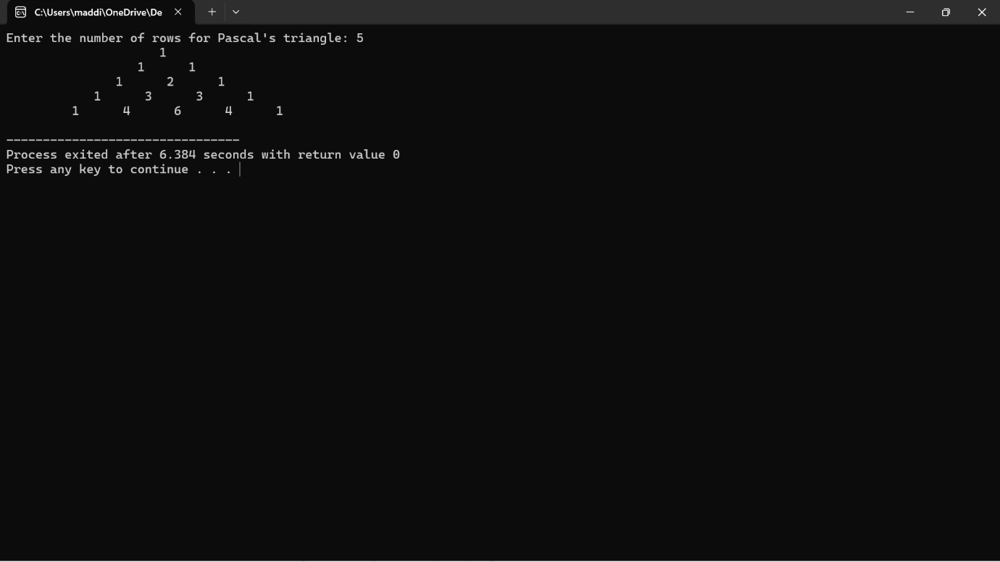 C:\Users\maddi\OneDrive\De
Enter the number of rows for Pascal's triangle: 5
                     1
                  1      1
               1      2      1
            1      3      3      1
         1      4      6      4      1
--------------------------------
Process exited after 6.384 seconds with return value 0
Press any key to continue . . .